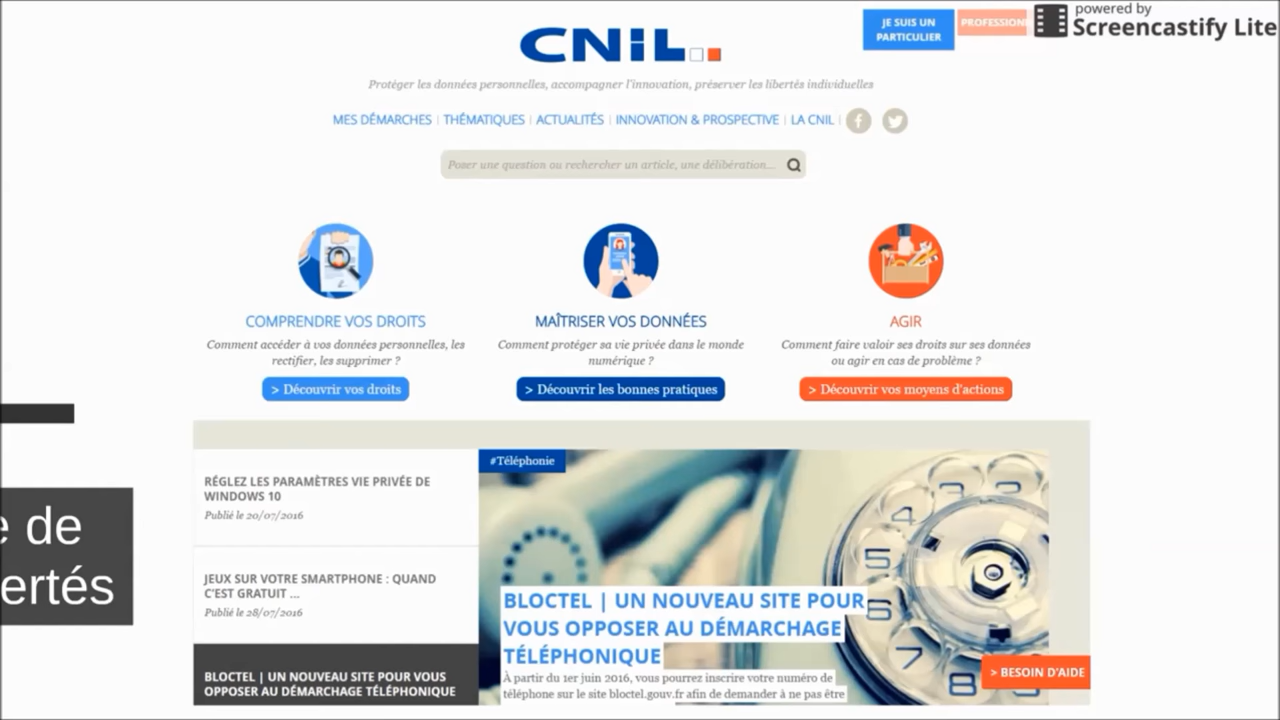 JE SUIS UN
PARTICULIER
powered by
Screencastify Lite
CNIL
Protéger les données personnelles, accompagner l'innovation, préserver les libertés individuelles
MES DÉMARCHES | THÉMATIQUES | ACTUALITÉS | INNOVATION & PROSPECTIVE | LA CNIL |
Poser une question ou rechercher un article, une délibération...
COMPRENDRE VOS DROITS
Comment accéder à vos données personnelles, les
rectifier, les supprimer ?
> Découvrir vos droits
MAÎTRISER VOS DONNÉES
Comment protéger sa vie privée dans le monde
numérique ?
> Découvrir les bonnes pratiques
AGIR
Comment faire valoir ses droits sur ses données
ou agir en cas de problème ?
> Découvrir vos moyens d'actions
e de
ertés
RÉGLEZ LES PARAMÈTRES VIE PRIVÉE DE
WINDOWS 10
Publié le 20/07/2016
JEUX SUR VOTRE SMARTPHONE : QUAND
C'EST GRATUIT ...
Publié le 28/07/2016
BLOCTEL | UN NOUVEAU SITE POUR VOUS
OPPOSER AU DÉMARCHAGE TÉLÉPHONIQUE
#Téléphonie
4
5
6
7
8
BLOCTEL | UN NOUVEAU SITE POUR
VOUS OPPOSER AU DÉMARCHAGE
TÉLÉPHONIQUE
À partir du 1er juin 2016, vous pourrez inscrire votre numéro de
téléphone sur le site bloctel.gouv.fr afin de demander à ne pas être
> BESOIN D'AIDE